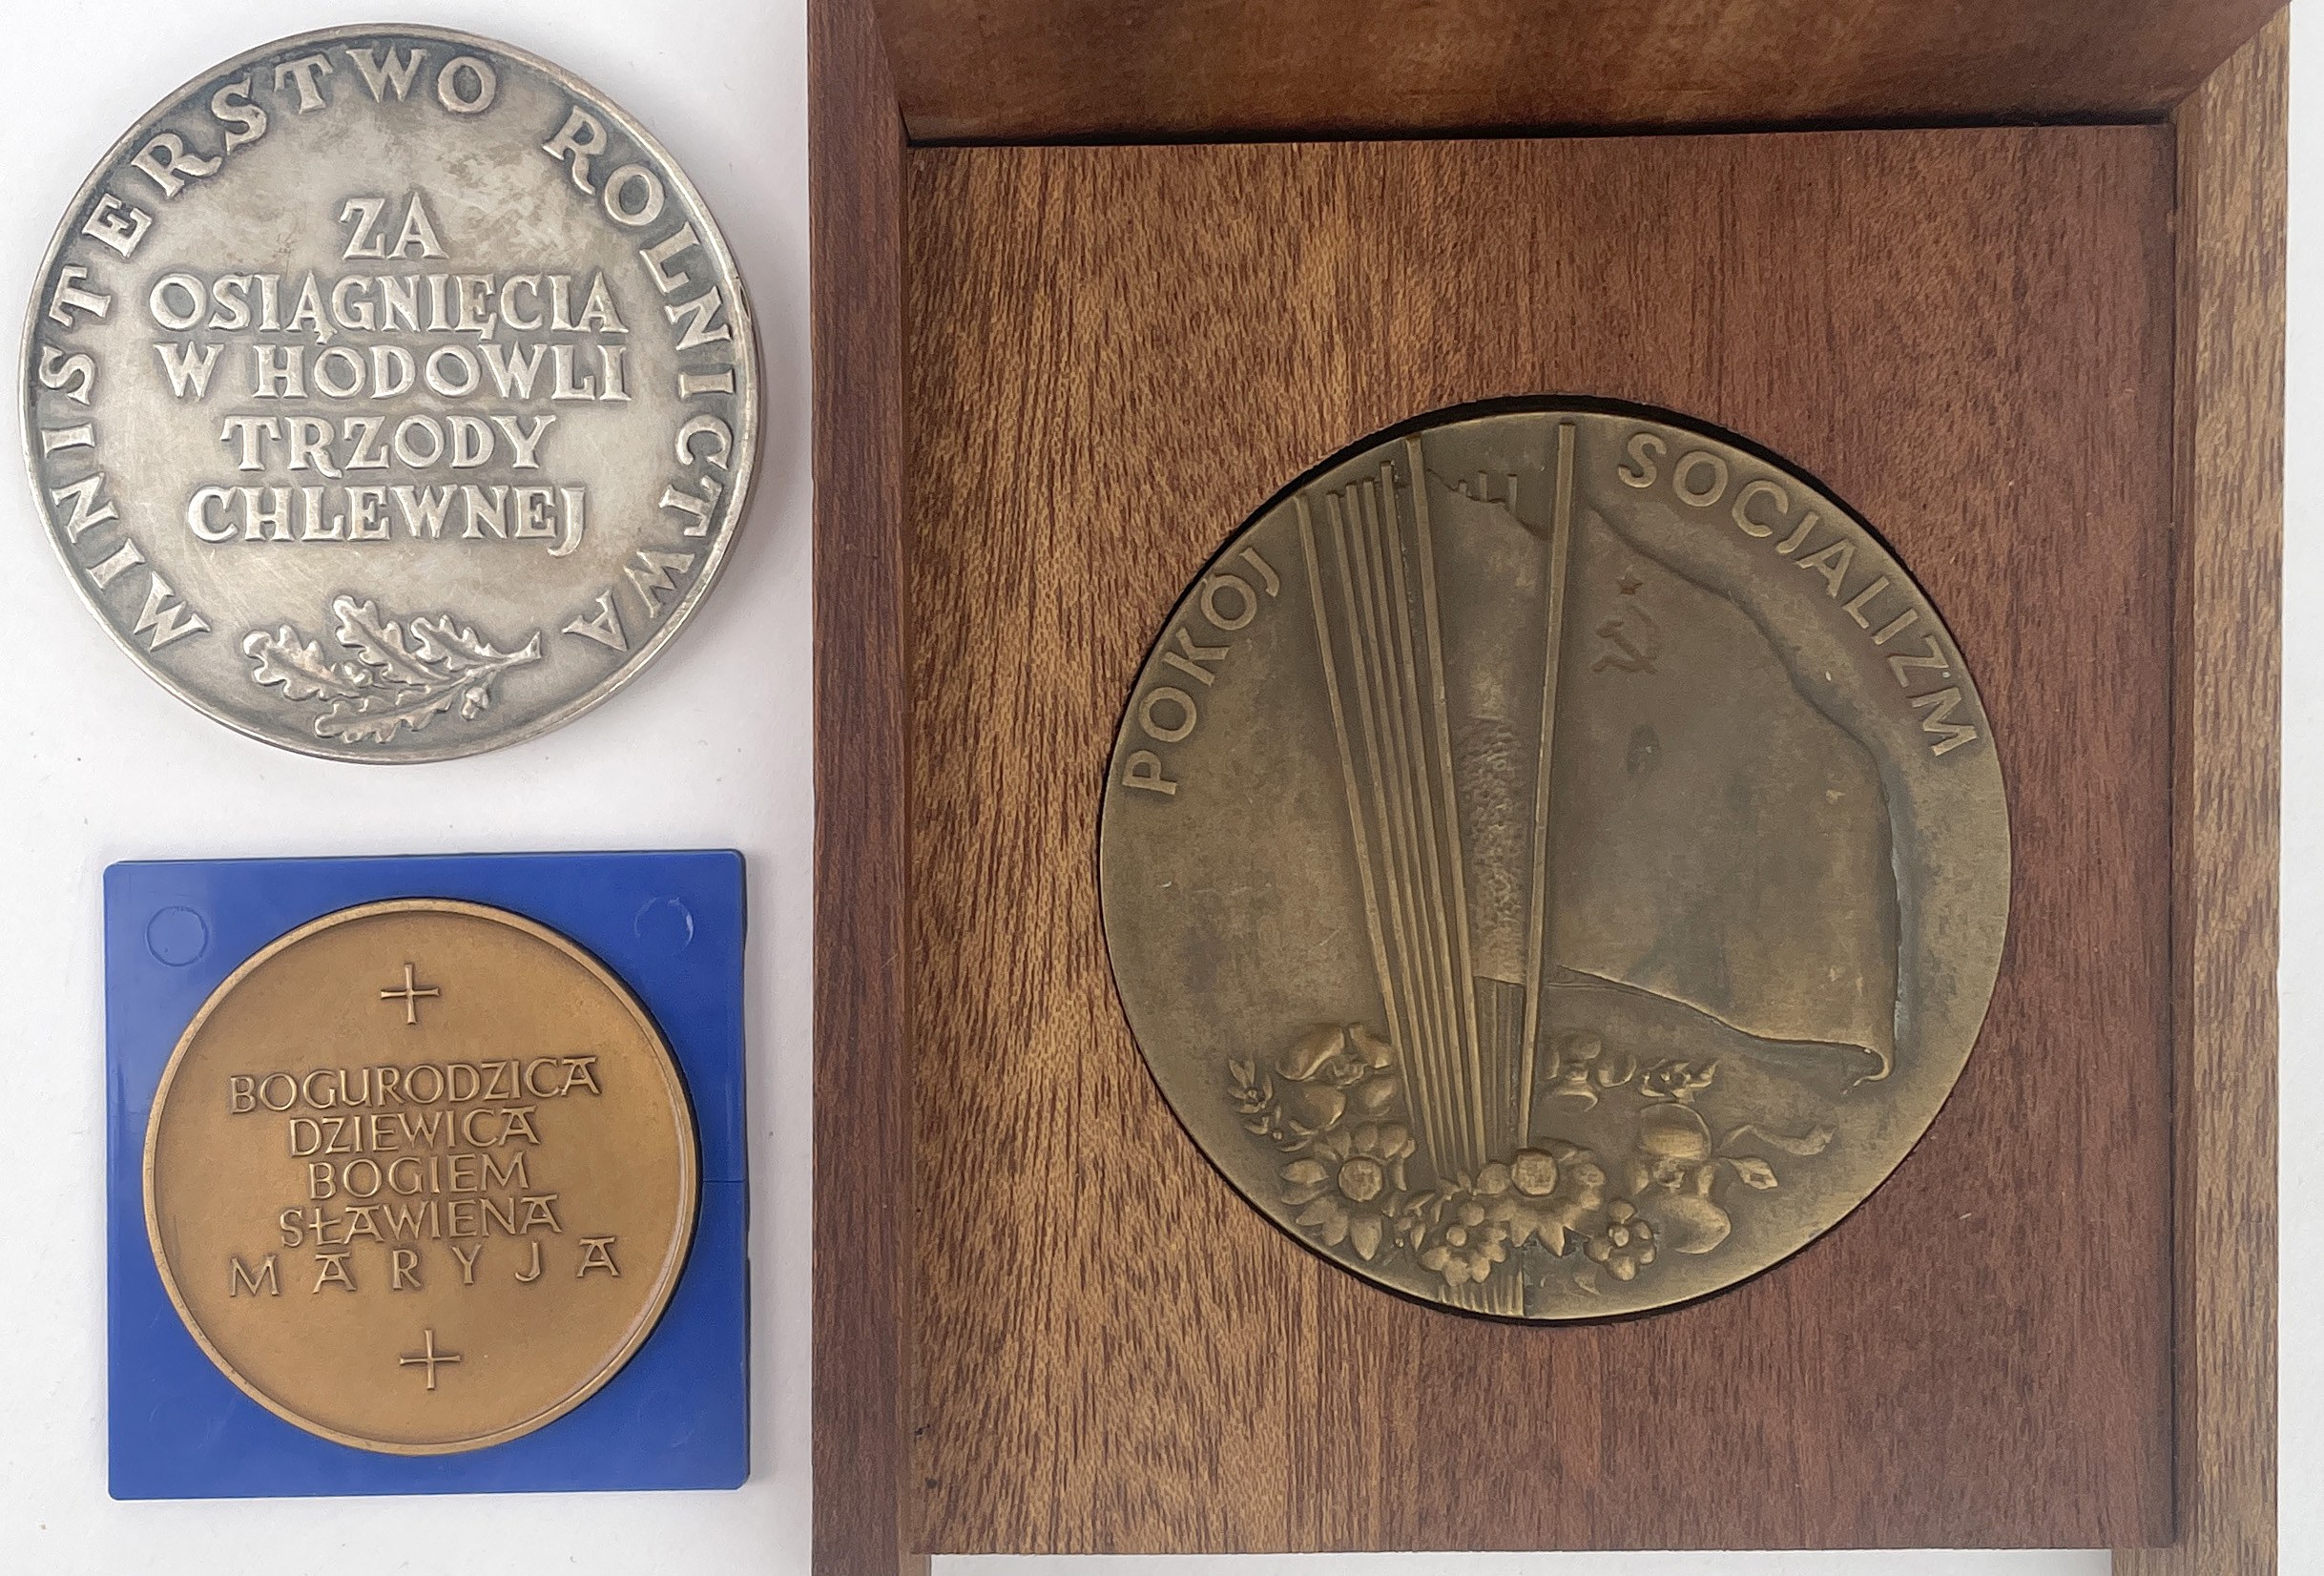 MINISTERSTWO ROLNICTWA
ZA
OSIĄGNIĘCIA
W HODOWLI
TRZODY
CHLEWNEJ
BOGURODZICA
DZIEWICA
BOGIEM
SŁAWIENA
MARYJA
POKÓJ
SOCJALIZM